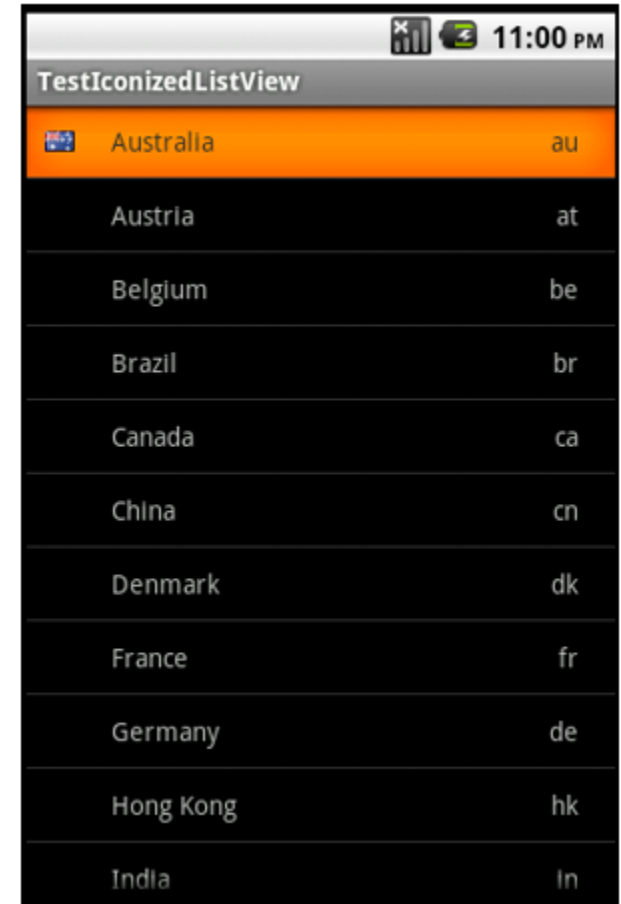 11:00 PM
TestIconizedListView
Australia au
Austria at
Belgium be
Brazil br
Canada ca
China cn
Denmark dk
France fr
Germany de
Hong Kong hk
India in